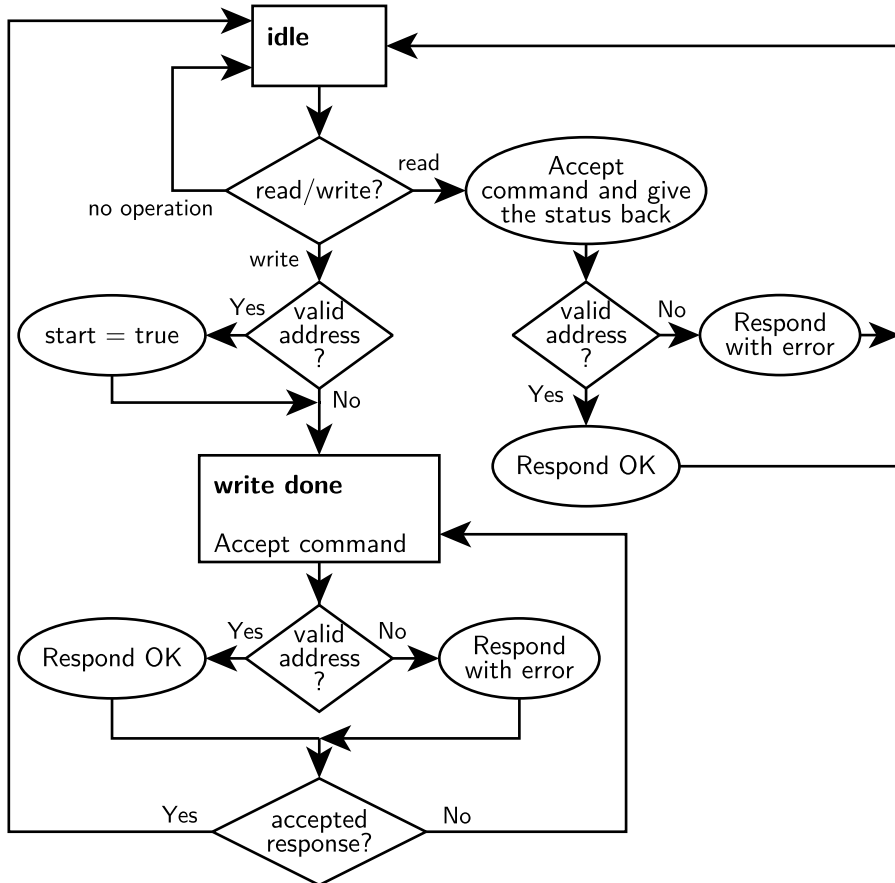 idle
read/write?
read
no operation
write
Accept
command and give
the status back
Yes
valid
address
?
start = true
No
valid
address
?
No
Respond
with error
Yes
Respond OK
write done
Accept command
Yes
valid
address
?
No
Respond OK
Respond
with error
Yes
accepted
response?
No